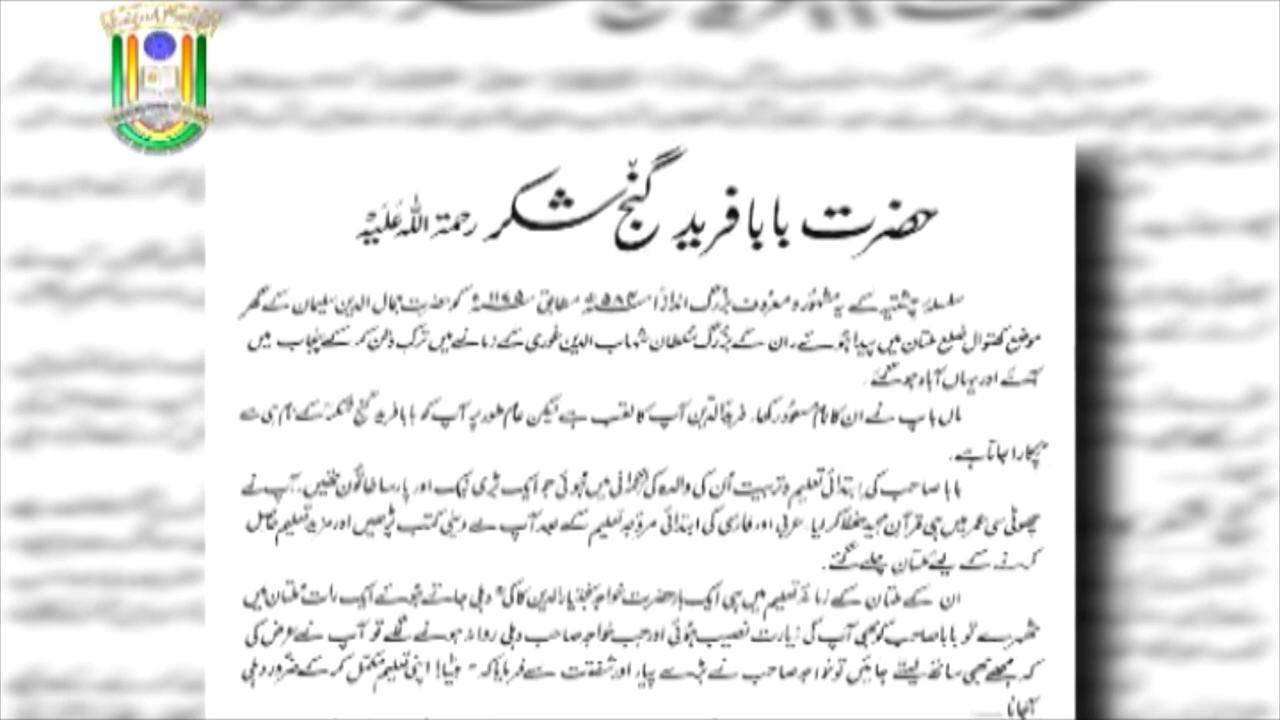 حضرت بابا فرید گنج شکر رحمۃ اللہ علیہ
سلسلہ چشتیہ کے یہ مشہور و معروف بزرگ اندازاً ۵۸۲ھ مطابق کو حضرت جمال الدین سلیمان کے گھر
موضع کھتوال ضلع ملتان میں پیدا ہوئے۔ ان کے بزرگ سلطان شہاب الدین غوری کے زمانے میں ترک وطن کر کے پنجاب میں
آئے اور یہاں آباد ہو گئے۔
ماں باپ نے ان کا نام مسعود رکھا۔ فرید الدین آپ کا لقب ہے لیکن عام طور پہ آپ کو بابا فرید گنج شکر کے نام ہی سے
پکارا جاتا ہے۔
بابا صاحب کی ابتدائی تعلیم و تربیت اُن کی والدہ کی نگرانی میں ہوئی جو ایک بڑی نیک اور پارسا خاتون تھیں۔ آپ نے
چھوٹی سی عمر میں ہی قرآن مجید حفظ کر لیا۔ عربی اور فارسی کی ابتدائی مروجہ تعلیم کے بعد آپ نے دینی کتب پڑھیں اور مزید تعلیم حاصل
کرنے کے لیے ملتان چلے گئے۔
ان کے ملتان کے زمانۂ تعلیم میں ہی ایک بار حضرت خواجہ بختیار الدین کاکیؒ دہلی جاتے ہوئے ایک رات ملتان میں
ٹھہرے تو بابا صاحب کو بھی آپ کی زیارت نصیب ہوئی اور جب خواجہ صاحب دہلی روانہ ہونے لگے تو آپ نے عرض کی
کہ مجھے بھی ساتھ لیتے جائیں تو خواجہ صاحب نے بڑے پیار اور شفقت سے فرمایا کہ "بیٹا! اپنی تعلیم مکمل کر کے ضرور دہلی
آجانا